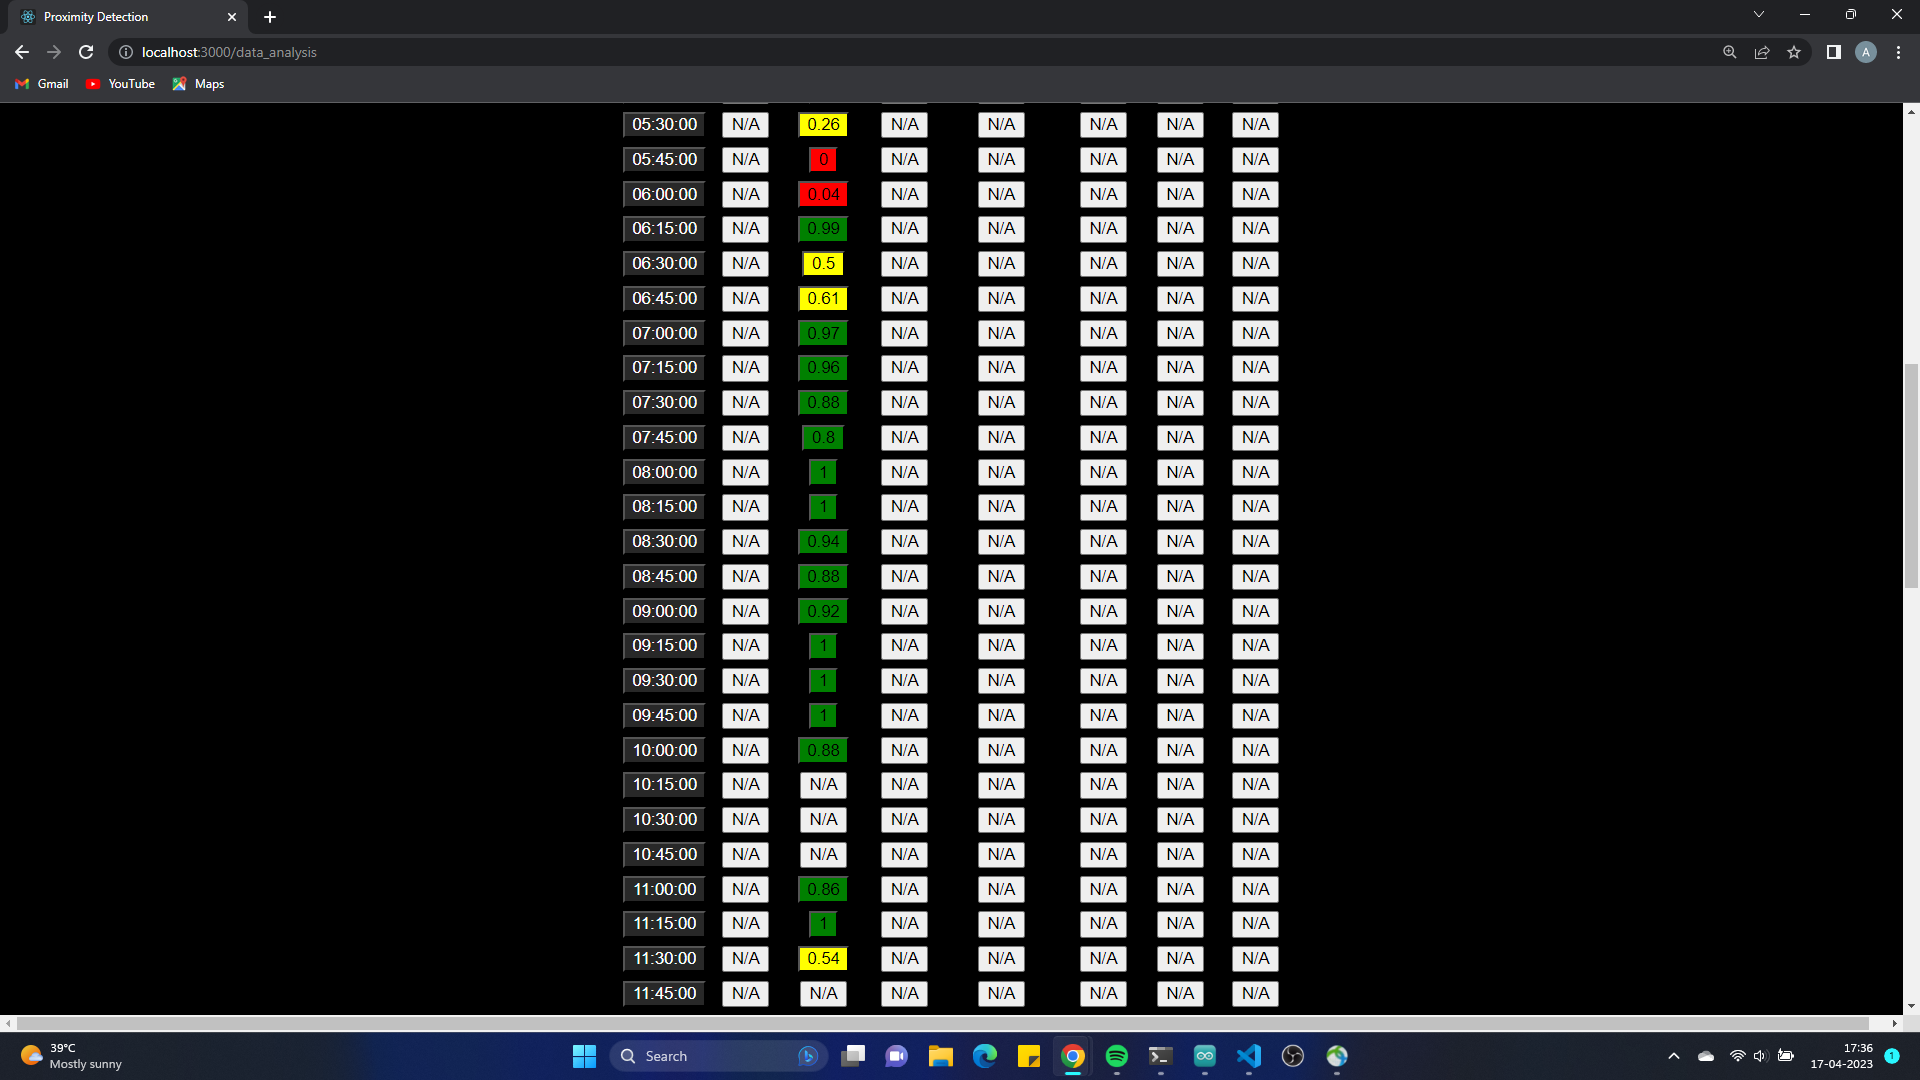 Proximity Detection
localhost:3000/data_analysis
A
Gmail YouTube Maps
05:30:00 N/A 0.26 N/A N/A N/A N/A N/A
05:45:00 N/A 0 N/A N/A N/A N/A N/A
06:00:00 N/A 0.04 N/A N/A N/A N/A N/A
06:15:00 N/A 0.99 N/A N/A N/A N/A N/A
06:30:00 N/A 0.5 N/A N/A N/A N/A N/A
06:45:00 N/A 0.61 N/A N/A N/A N/A N/A
07:00:00 N/A 0.97 N/A N/A N/A N/A N/A
07:15:00 N/A 0.96 N/A N/A N/A N/A N/A
07:30:00 N/A 0.88 N/A N/A N/A N/A N/A
07:45:00 N/A 0.8 N/A N/A N/A N/A N/A
08:00:00 N/A 1 N/A N/A N/A N/A N/A
08:15:00 N/A 1 N/A N/A N/A N/A N/A
08:30:00 N/A 0.94 N/A N/A N/A N/A N/A
08:45:00 N/A 0.88 N/A N/A N/A N/A N/A
09:00:00 N/A 0.92 N/A N/A N/A N/A N/A
09:15:00 N/A 1 N/A N/A N/A N/A N/A
09:30:00 N/A 1 N/A N/A N/A N/A N/A
09:45:00 N/A 1 N/A N/A N/A N/A N/A
10:00:00 N/A 0.88 N/A N/A N/A N/A N/A
10:15:00 N/A N/A N/A N/A N/A N/A N/A
10:30:00 N/A N/A N/A N/A N/A N/A N/A
10:45:00 N/A N/A N/A N/A N/A N/A N/A
11:00:00 N/A 0.86 N/A N/A N/A N/A N/A
11:15:00 N/A 1 N/A N/A N/A N/A N/A
11:30:00 N/A 0.54 N/A N/A N/A N/A N/A
11:45:00 N/A N/A N/A N/A N/A N/A N/A
39°C
Mostly sunny
Search
17:36
17-04-2023
1